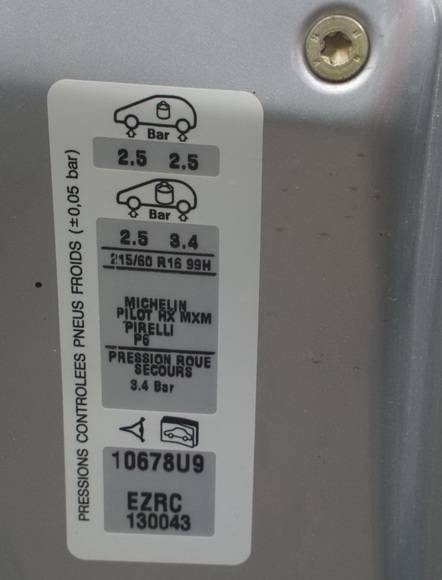 PRESSIONS CONTROLEES PNEUS FROIDS (±0,05 bar)
Bar
2.5 2.5
Bar
2.5 3.4
215/60 R16 99H
MICHELIN
PILOT RX MXM
PIRELLI
P6
PRESSION ROUE
SECOURS
3.4 Bar
10678U9
EZRC
130043